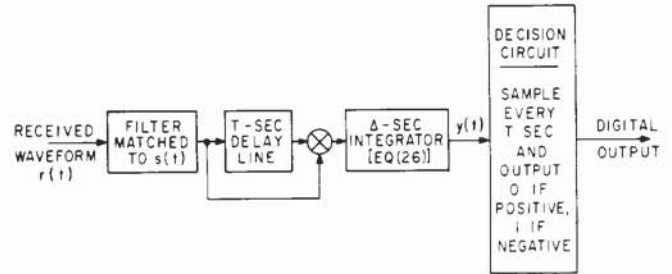 RECEIVED
WAVEFORM
r(t)
FILTER
MATCHED
TO s(t)
T-SEC
DELAY
LINE
Δ-SEC
INTEGRATOR
[EQ(26)]
y(t)
DECISION
CIRCUIT
SAMPLE
EVERY
T SEC
AND
OUTPUT
0 IF
POSITIVE,
1 IF
NEGATIVE
DIGITAL
OUTPUT